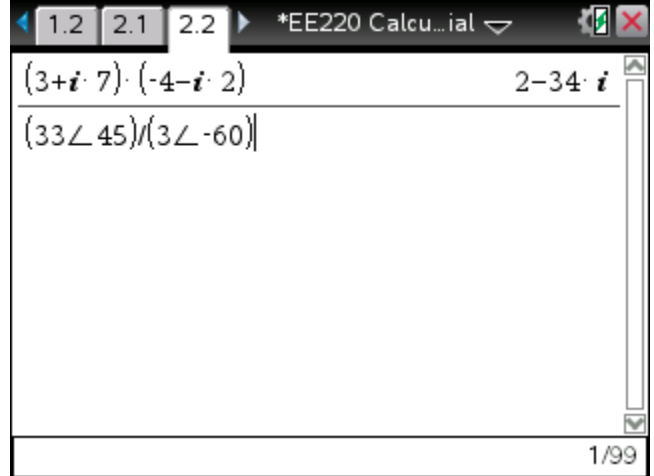 1.2 2.1 2.2 *EE220 Calcu…ial
(3+i·7)·(-4-i·2) 2-34·i
(33∠45)/(3∠-60)
1/99